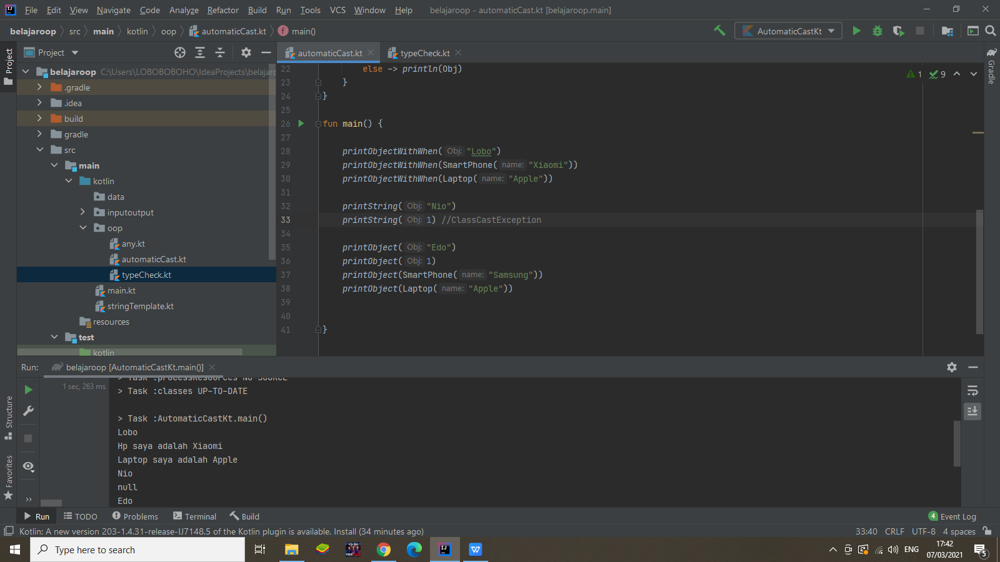 File Edit View Navigate Code Analyze Refactor Build Run Tools VCS Window Help belajaroop - automaticCast.kt [belajaroop.main]
belajaroop src main kotlin oop automaticCast.kt main() AutomaticCastKt
Project
automaticCast.kt typeCheck.kt
Project
Gradle
belajaroop C:\Users\LOBOBOBOHO\IdeaProjects\belajar
.gradle
.idea
build
gradle
src
main
kotlin
data
inputoutput
oop
any.kt
automaticCast.kt
typeCheck.kt
main.kt
stringTemplate.kt
resources
test
kotlin
1 9
22 else -> println(Obj)
23 }
24 }
25
26 fun main() {
27
28 printObjectWithWhen( Obj: "Lobo")
29 printObjectWithWhen(SmartPhone( name: "Xiaomi"))
30 printObjectWithWhen(Laptop( name: "Apple"))
31
32 printString( Obj: "Nio")
33 printString( Obj: 1) //ClassCastException
34
35 printObject( Obj: "Edo")
36 printObject( Obj: 1)
37 printObject(SmartPhone( name: "Samsung"))
38 printObject(Laptop( name: "Apple"))
39
40
41 }
Run: belajaroop [AutomaticCastKt.main()]
1 sec, 263 ms
> Task :processResources NO-SOURCE
> Task :classes UP-TO-DATE
> Task :AutomaticCastKt.main()
Lobo
Hp saya adalah Xiaomi
Laptop saya adalah Apple
Nio
null
Edo
Structure
Favorites
Run TODO Problems Terminal Build 4 Event Log
Kotlin: A new version 203-1.4.31-release-IJ7148.5 of the Kotlin plugin is available. Install (34 minutes ago) 33:40 CRLF UTF-8 4 spaces
Type here to search ENG 17:42
07/03/2021 5